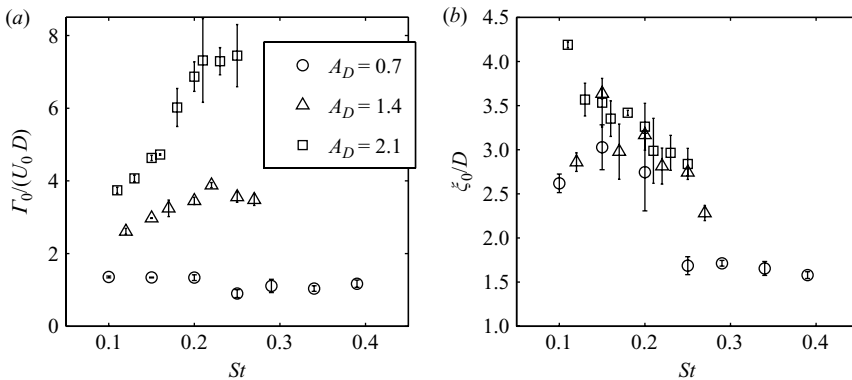 (a)
8
6
4
2
0
Γ0/(U0 D)
0.1
0.2
0.3
0.4
St
AD = 0.7
AD = 1.4
AD = 2.1
(b)
4.5
4.0
3.5
3.0
2.5
2.0
1.5
1.0
ξ0/D
0.1
0.2
0.3
0.4
St